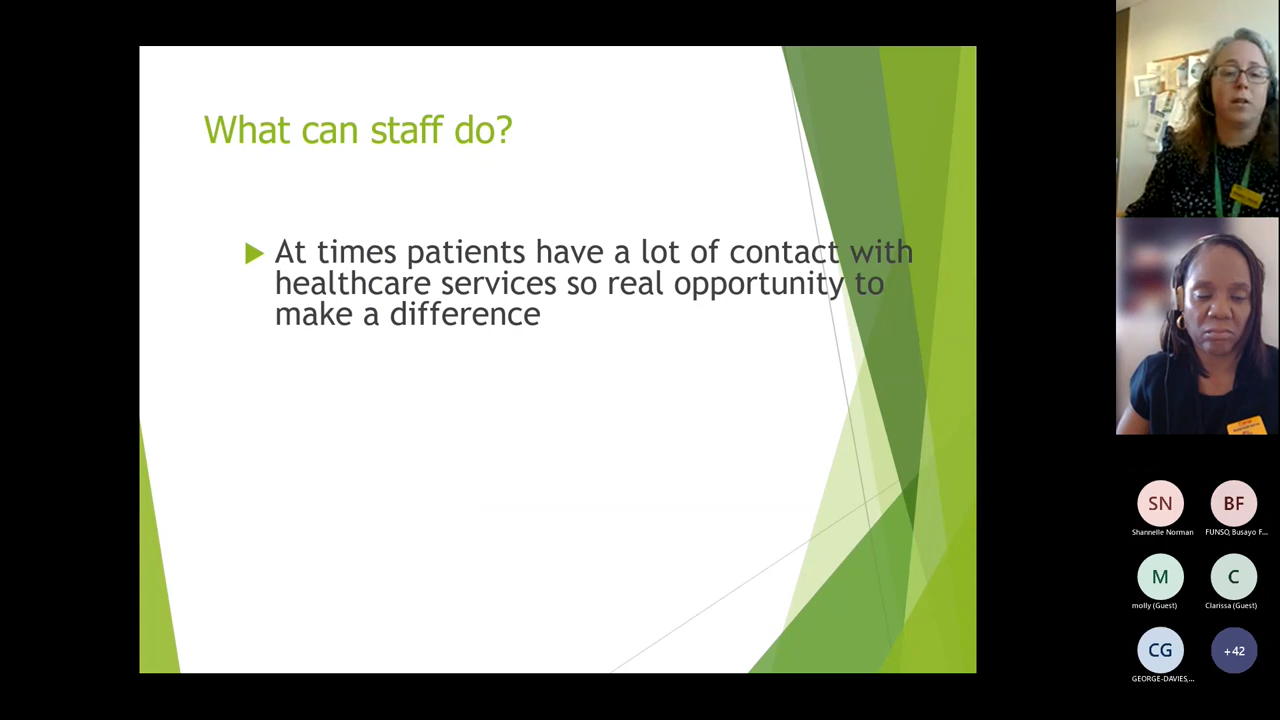 What can staff do?
At times patients have a lot of contact with
healthcare services so real opportunity to
make a difference
SN
BF
Shannelle Norman
FUNSO, Busayo F...
M
C
molly (Guest)
Clarissa (Guest)
CG
+42
GEORGE-DAVIES,...